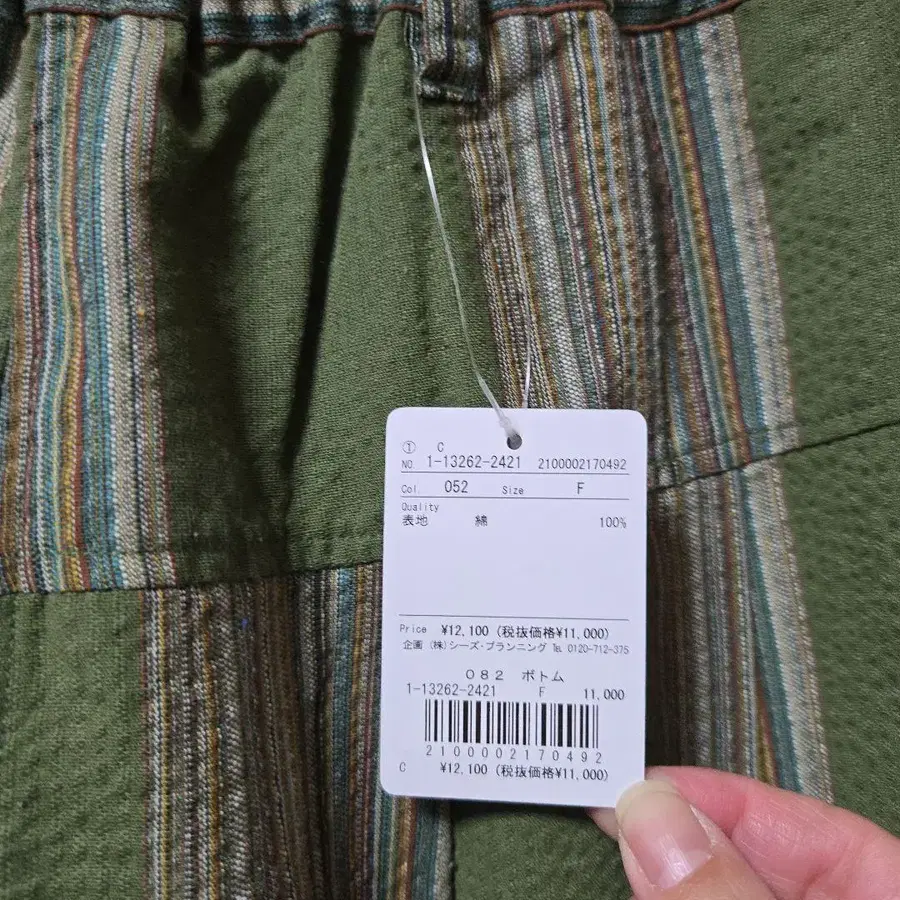 ① C
NO. 1-13262-2421 2100002170492
Col. 052 Size F
Quality
表地 綿 100%
Price ¥12,100 (税抜価格¥11,000)
企画 (株)シーズ・プランニング TEL 0120-712-375
082 ボトム
1-13262-2421 F 11,000
2100002170492
C ¥12,100 (税抜価格¥11,000)